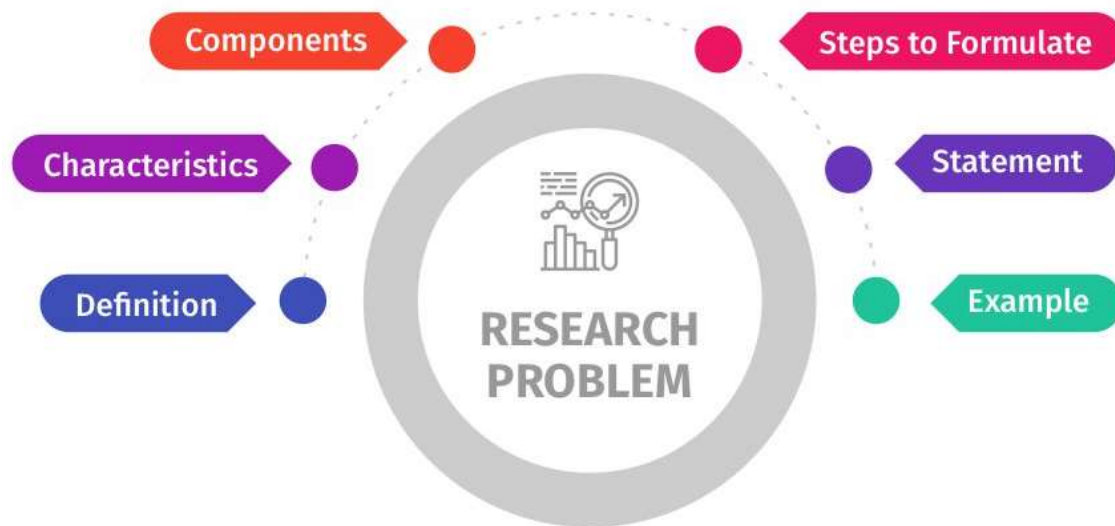 Components
Steps to Formulate
Characteristics
Statement
Definition
Example
RESEARCH
PROBLEM